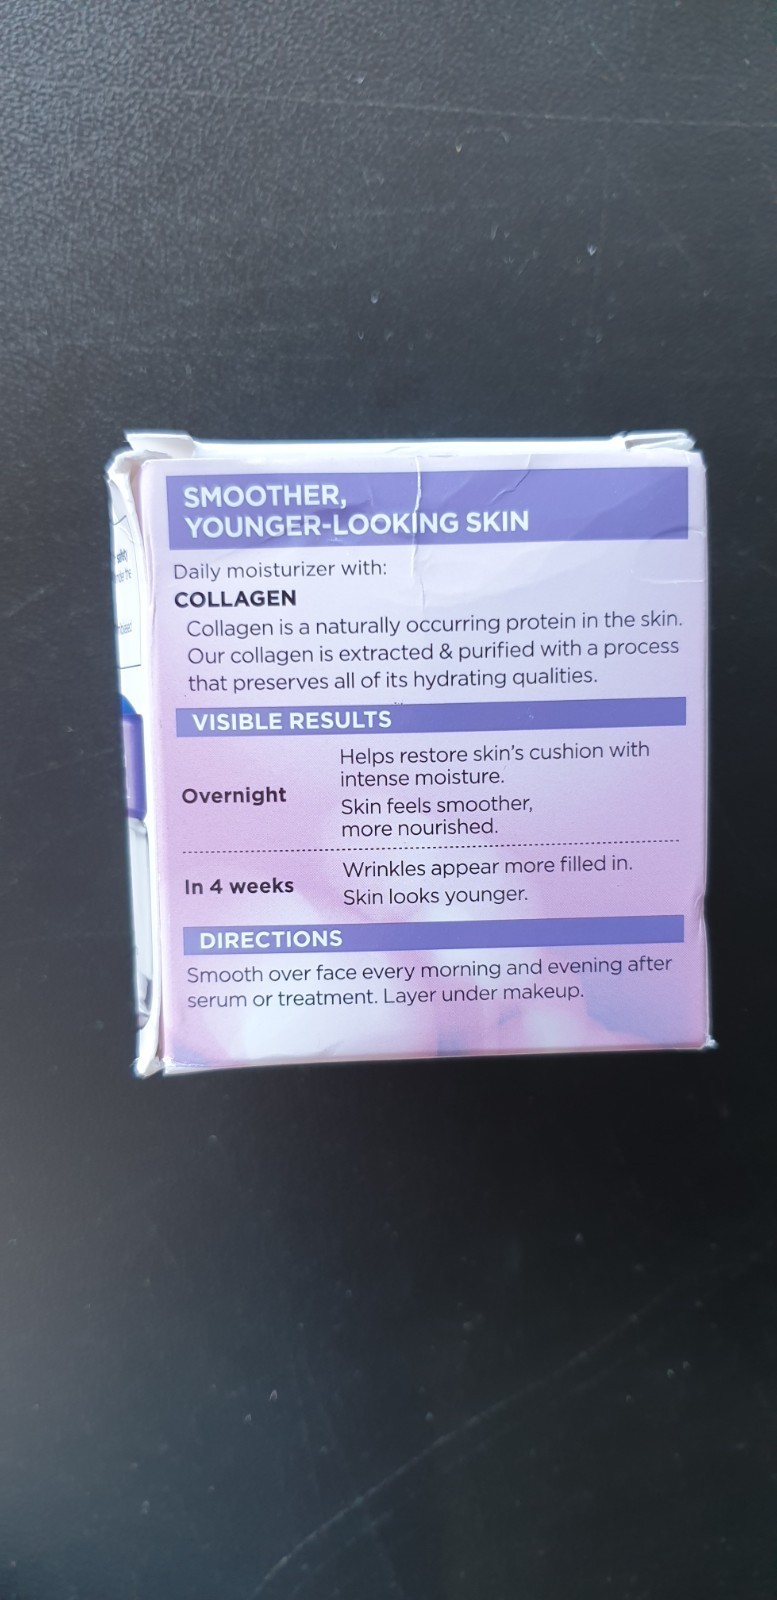 SMOOTHER,
YOUNGER-LOOKING SKIN
Daily moisturizer with:
COLLAGEN
Collagen is a naturally occurring protein in the skin.
Our collagen is extracted & purified with a process
that preserves all of its hydrating qualities.
VISIBLE RESULTS
Overnight
Helps restore skin's cushion with
intense moisture.
Skin feels smoother,
more nourished.
In 4 weeks
Wrinkles appear more filled in.
Skin looks younger.
DIRECTIONS
Smooth over face every morning and evening after
serum or treatment. Layer under makeup.